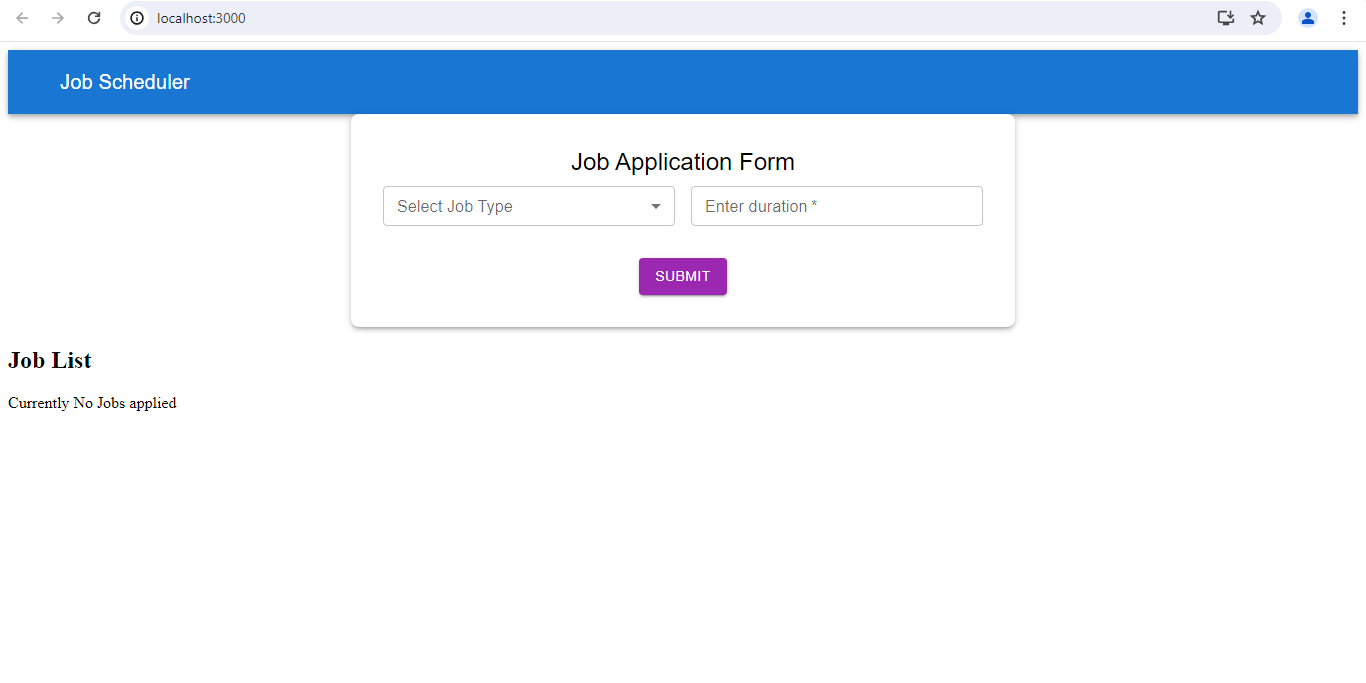 localhost:3000
Job Scheduler
Job Application Form
Select Job Type
Enter duration *
SUBMIT
Job List
Currently No Jobs applied